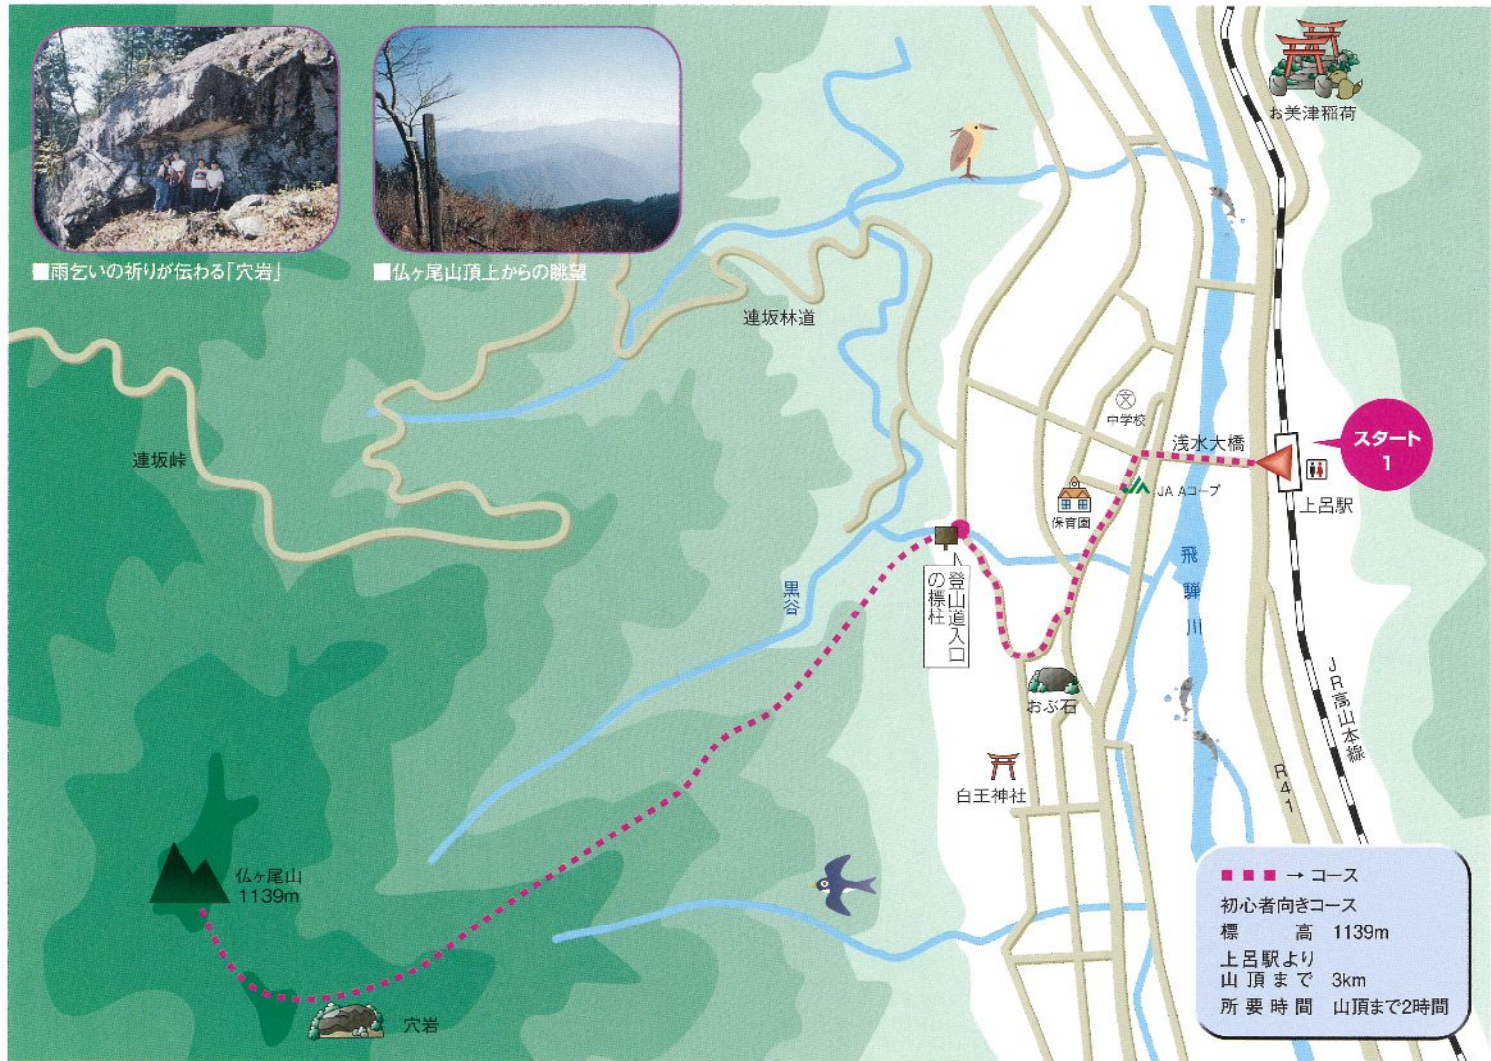 ■雨乞いの祈りが伝わる「穴岩」
■仏ヶ尾山頂上からの眺望
お美津稲荷
連坂林道
連坂峠
文
中学校
浅水大橋
スタート
1
JA Aコープ
上呂駅
保育園
登山道入口
の標柱
黒谷
飛騨川
おぶ石
JR高山本線
R41
白王神社
仏ヶ尾山
1139m
穴岩
→ コース
初心者向きコース
標高 1139m
上呂駅より
山頂まで 3km
所要時間 山頂まで2時間